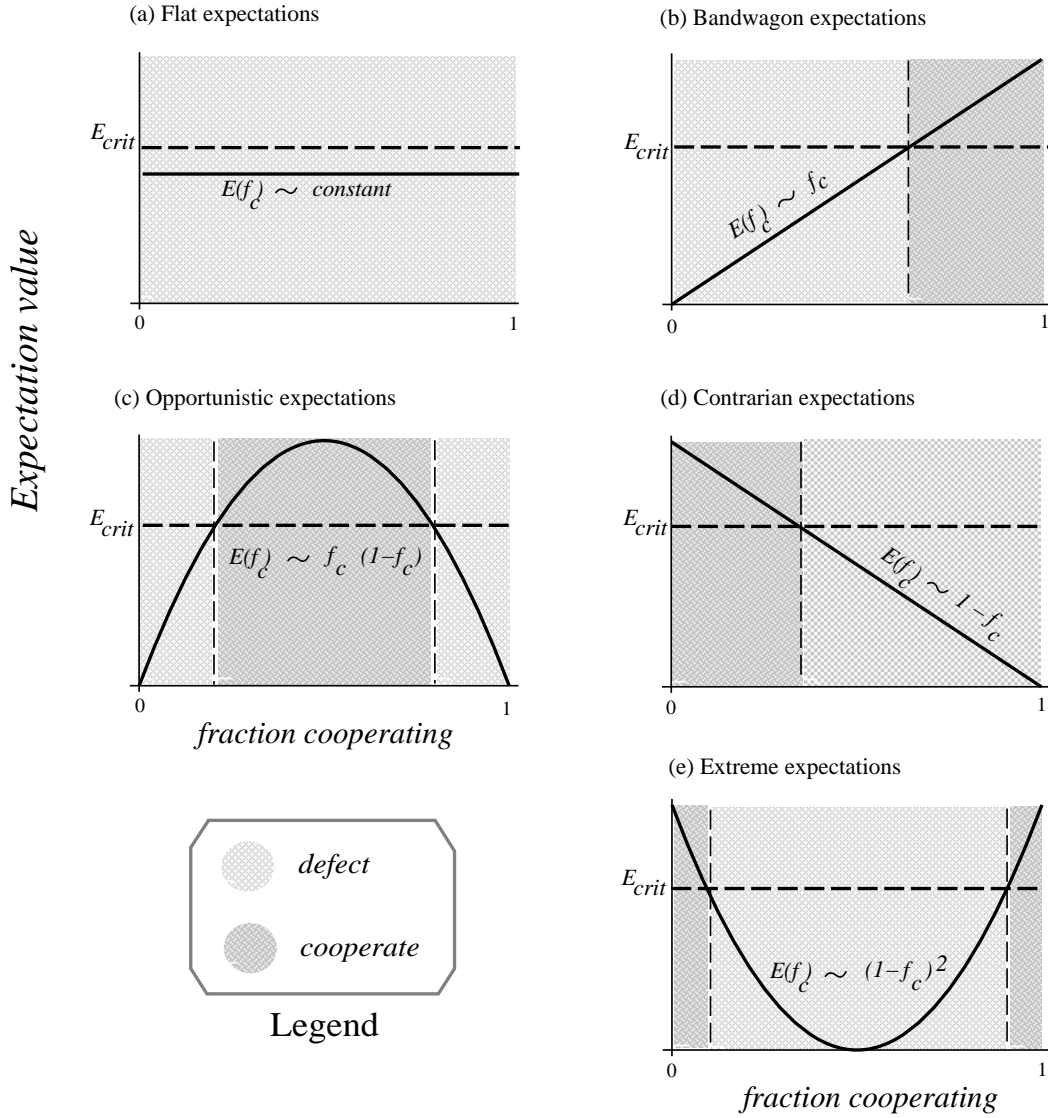 (a) Flat expectations
E_crit
E(f_c) ~ constant
0 1
(b) Bandwagon expectations
E_crit
E(f_c) ~ f_c
0 1
Expectation value
(c) Opportunistic expectations
E_crit
E(f_c) ~ f_c (1–f_c)
0 1
fraction cooperating
(d) Contrarian expectations
E_crit
E(f_c) ~ 1 – f_c
0 1
(e) Extreme expectations
E_crit
E(f_c) ~ (1–f_c)^2
0 1
fraction cooperating
defect
cooperate
Legend